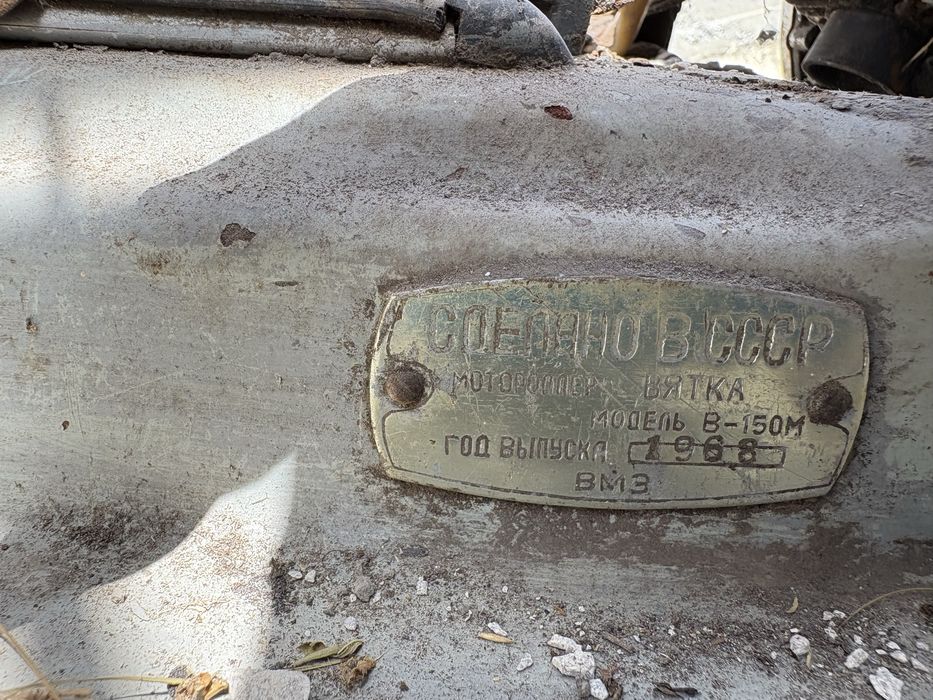 СДЕЛАНО В СССР
МОТОРОЛЛЕР ВЯТКА
МОДЕЛЬ В-150М
ГОД ВЫПУСКА 1968
ВМЗ